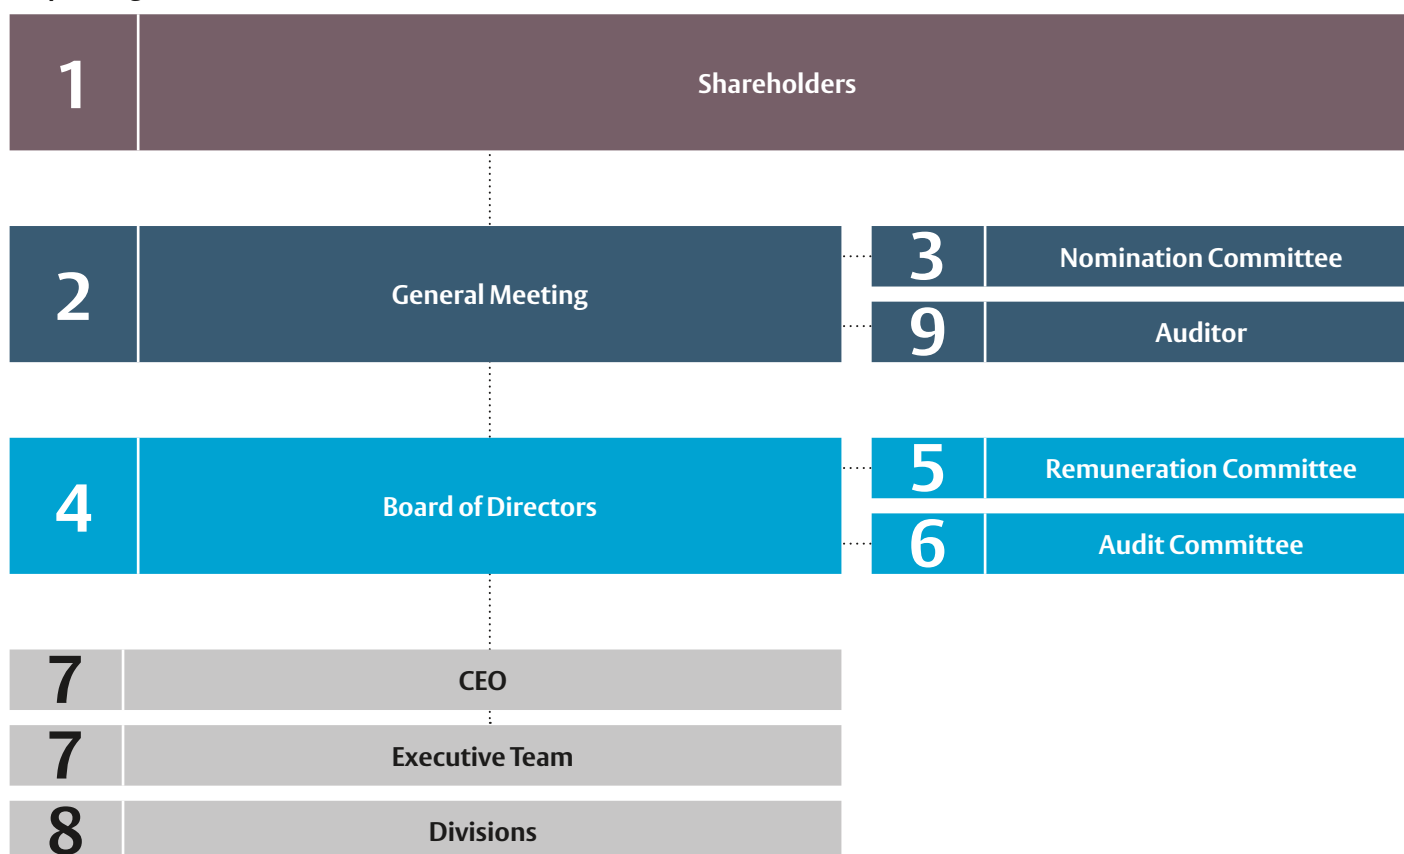 1
Shareholders
2
General Meeting
3
Nomination Committee
9
Auditor
4
Board of Directors
5
Remuneration Committee
6
Audit Committee
7
CEO
7
Executive Team
8
Divisions